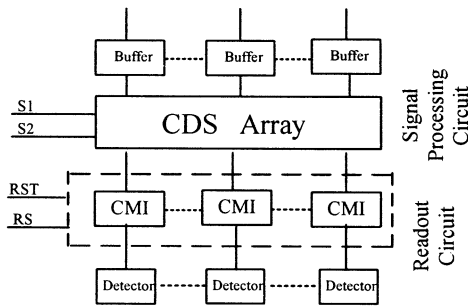 Buffer Buffer Buffer
S1
S2
CDS Array
Signal
Processing
Circuit
RST
RS
CMI CMI CMI
Readout
Circuit
Detector Detector Detector